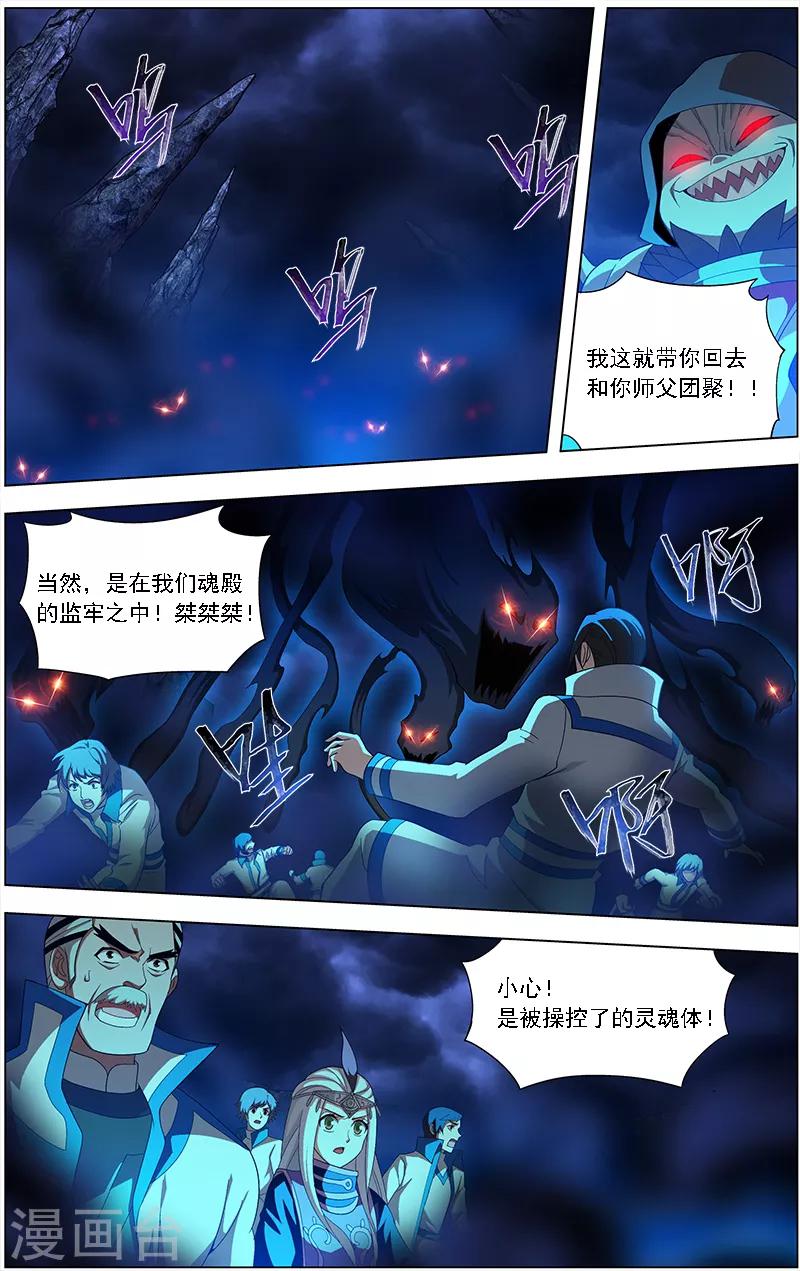 呜
呜
呜
我这就带你回去
和你师父团聚！！
当然，是在我们魂殿
的监牢之中！桀桀桀！
啊
哇
啊
小心！
是被操控了的灵魂体！
漫画台